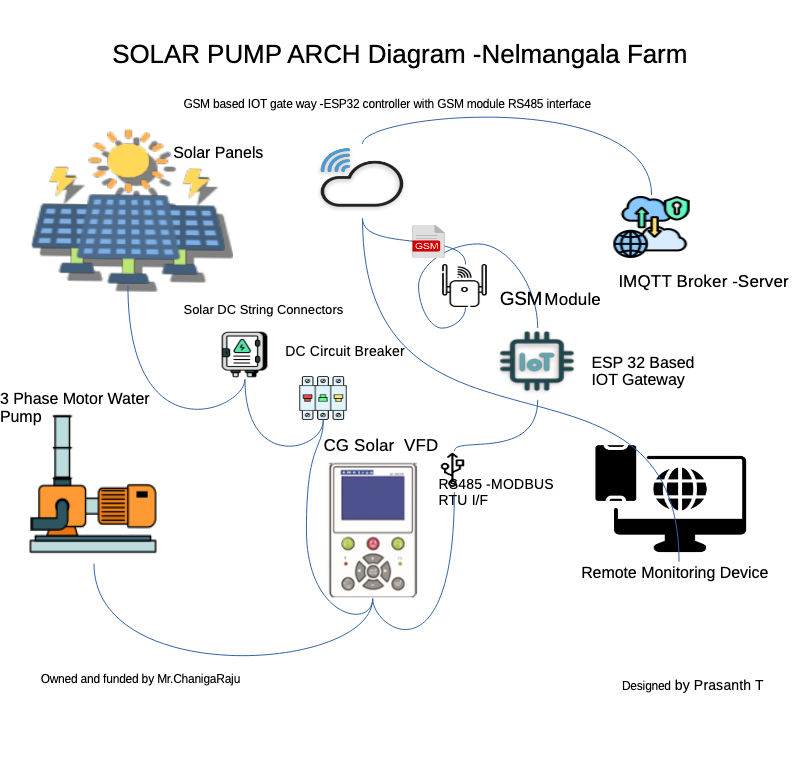 SOLAR PUMP ARCH Diagram -Nelmangala Farm
GSM based IOT gate way -ESP32 controller with GSM module RS485 interface
Solar Panels
GSM
IMQTT Broker -Server
GSM Module
Solar DC String Connectors
DC Circuit Breaker
IoT
ESP 32 Based
IOT Gateway
3 Phase Motor Water
Pump
CG Solar VFD
RS485 -MODBUS
RTU I/F
Remote Monitoring Device
Owned and funded by Mr.ChanigaRaju
Designed by Prasanth T